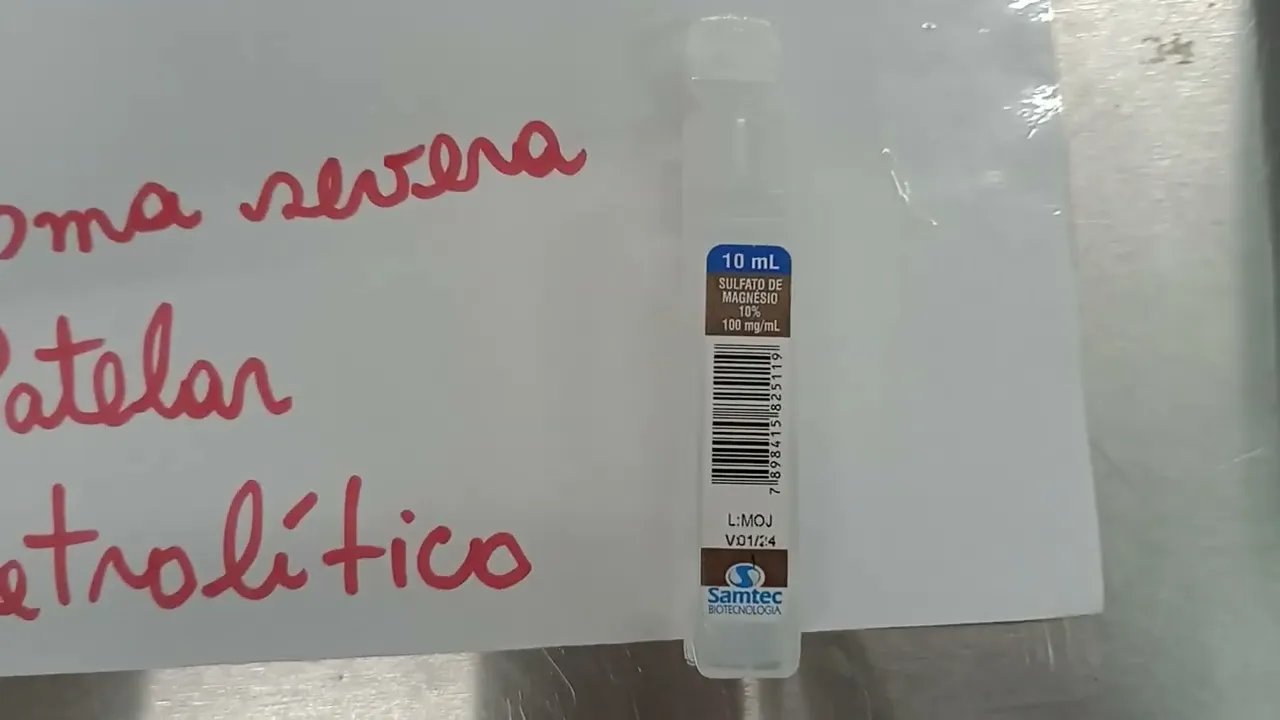 oma severa
Patelar
etrolítico
10 mL
SULFATO DE
MAGNÉSIO
10%
100 mg/mL
7898415825119
L:MOJ
V:01/24
Samtec
BIOTECNOLOGIA